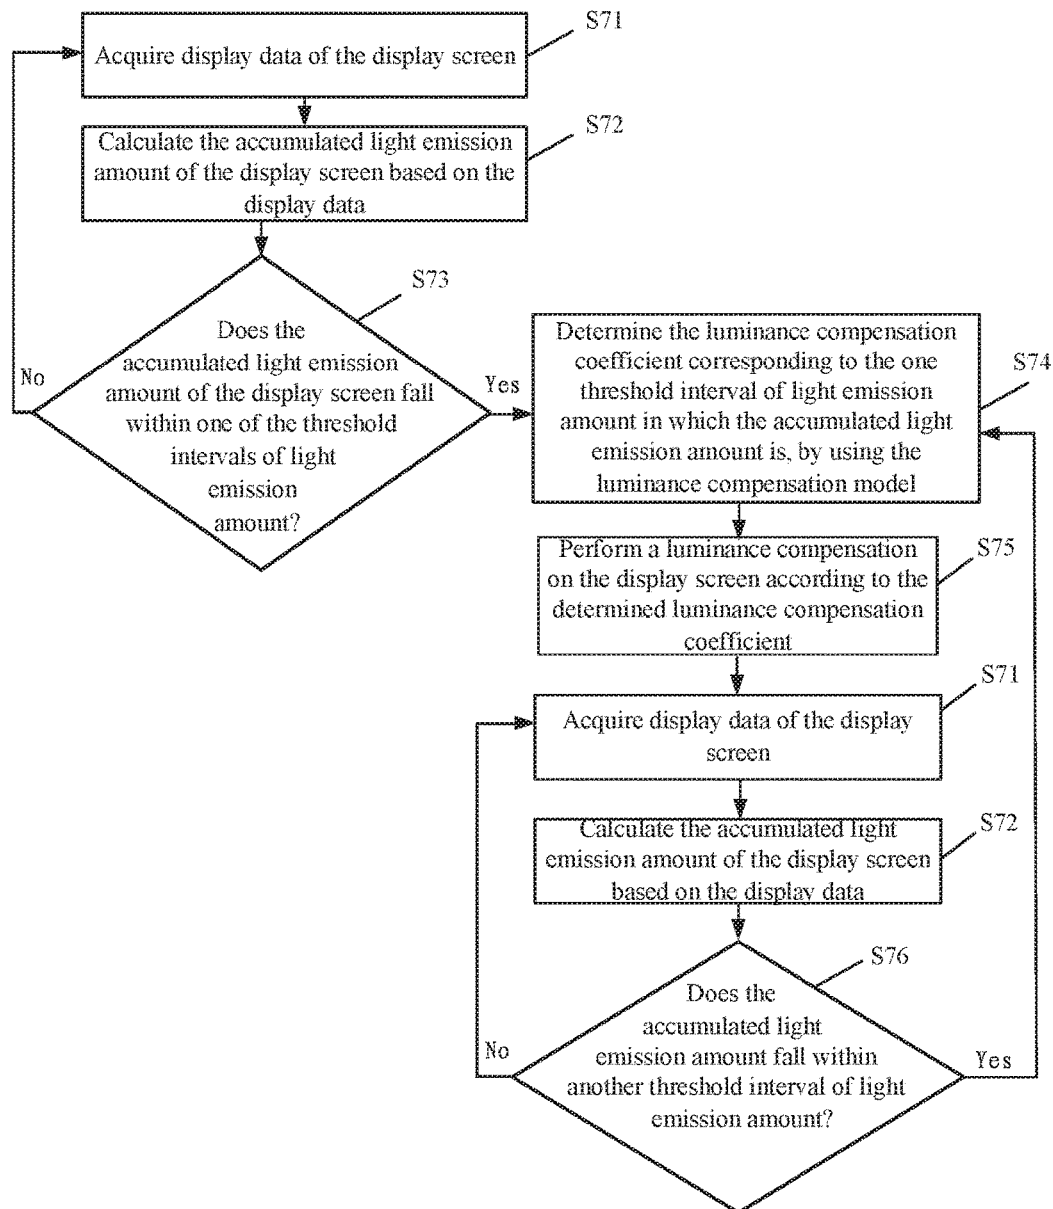 S71
Acquire display data of the display screen
S72
Calculate the accumulated light emission
amount of the display screen based on the
display data
S73
Does the
accumulated light emission
amount of the display screen fall
within one of the threshold
intervals of light
emission
amount?
No
Yes
Determine the luminance compensation
coefficient corresponding to the one
threshold interval of light emission
amount in which the accumulated light
emission amount is, by using the
luminance compensation model
S74
Perform a luminance compensation
on the display screen according to the
determined luminance compensation
coefficient
S75
S71
Acquire display data of the display
screen
S72
Calculate the accumulated light
emission amount of the display screen
based on the display data
S76
Does the
accumulated light
emission amount fall within
another threshold interval of light
emission amount?
No
Yes